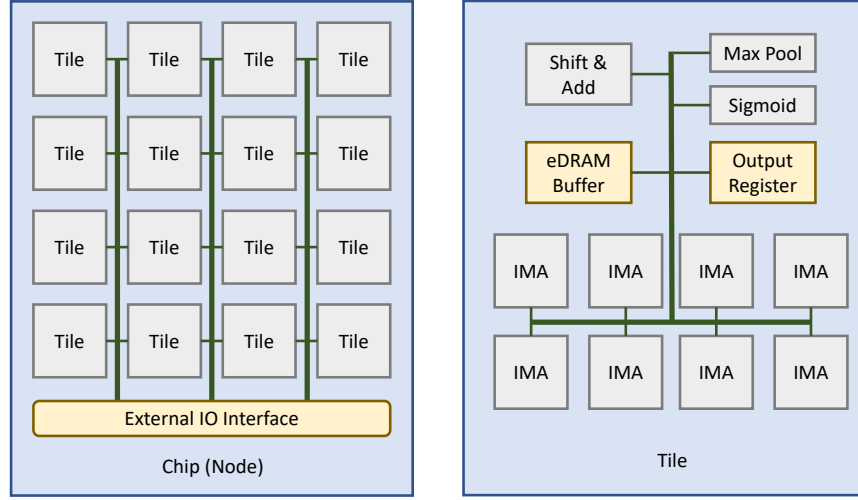 Tile Tile Tile Tile
Tile Tile Tile Tile
Tile Tile Tile Tile
Tile Tile Tile Tile
External IO Interface
Chip (Node)
Shift &
Add
Max Pool
Sigmoid
eDRAM
Buffer
Output
Register
IMA IMA IMA IMA
IMA IMA IMA IMA
Tile